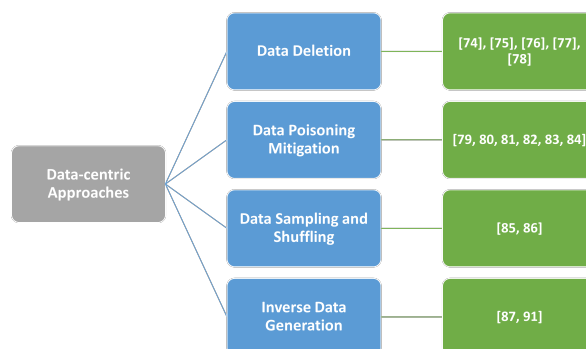 Data-centric
Approaches
Data Deletion
[74], [75], [76], [77],
[78]
Data Poisoning
Mitigation
[79, 80, 81, 82, 83, 84]
Data Sampling and
Shuffling
[85, 86]
Inverse Data
Generation
[87, 91]